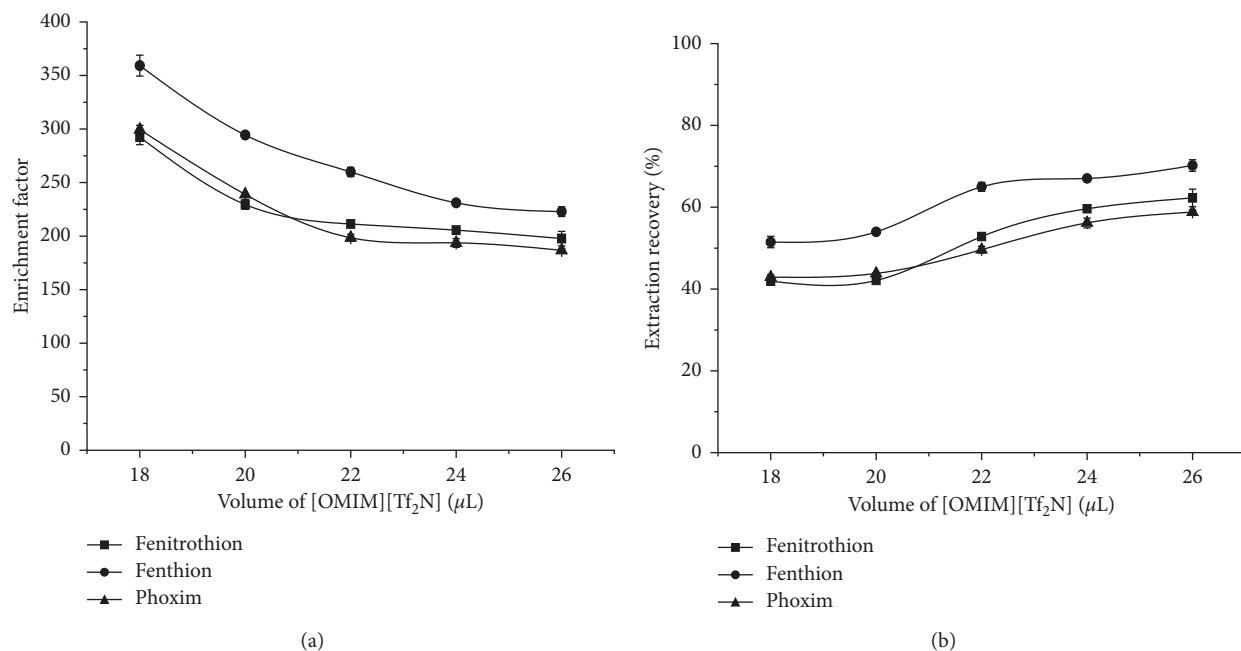 400
350
300
250
200
150
100
50
0
Enrichment factor
18 20 22 24 26
Volume of [OMIM][Tf₂N] (μL)
Fenitrothion
Fenthion
Phoxim
(a)
100
80
60
40
20
0
Extraction recovery (%)
18 20 22 24 26
Volume of [OMIM][Tf₂N] (μL)
Fenitrothion
Fenthion
Phoxim
(b)